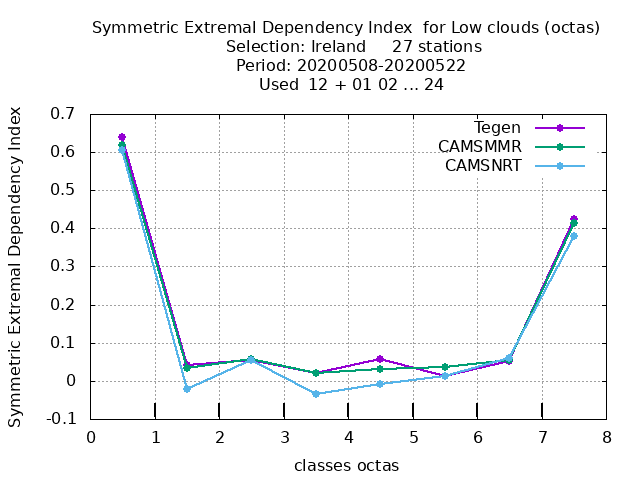 Symmetric Extremal Dependency Index  for Low clouds (octas)
Selection: Ireland     27 stations
Period: 20200508-20200522
Used  12 + 01 02 ... 24
Symmetric Extremal Dependency Index
0.7
0.6
0.5
0.4
0.3
0.2
0.1
0
-0.1
Tegen
CAMSMMR
CAMSNRT
0 1 2 3 4 5 6 7 8
classes octas